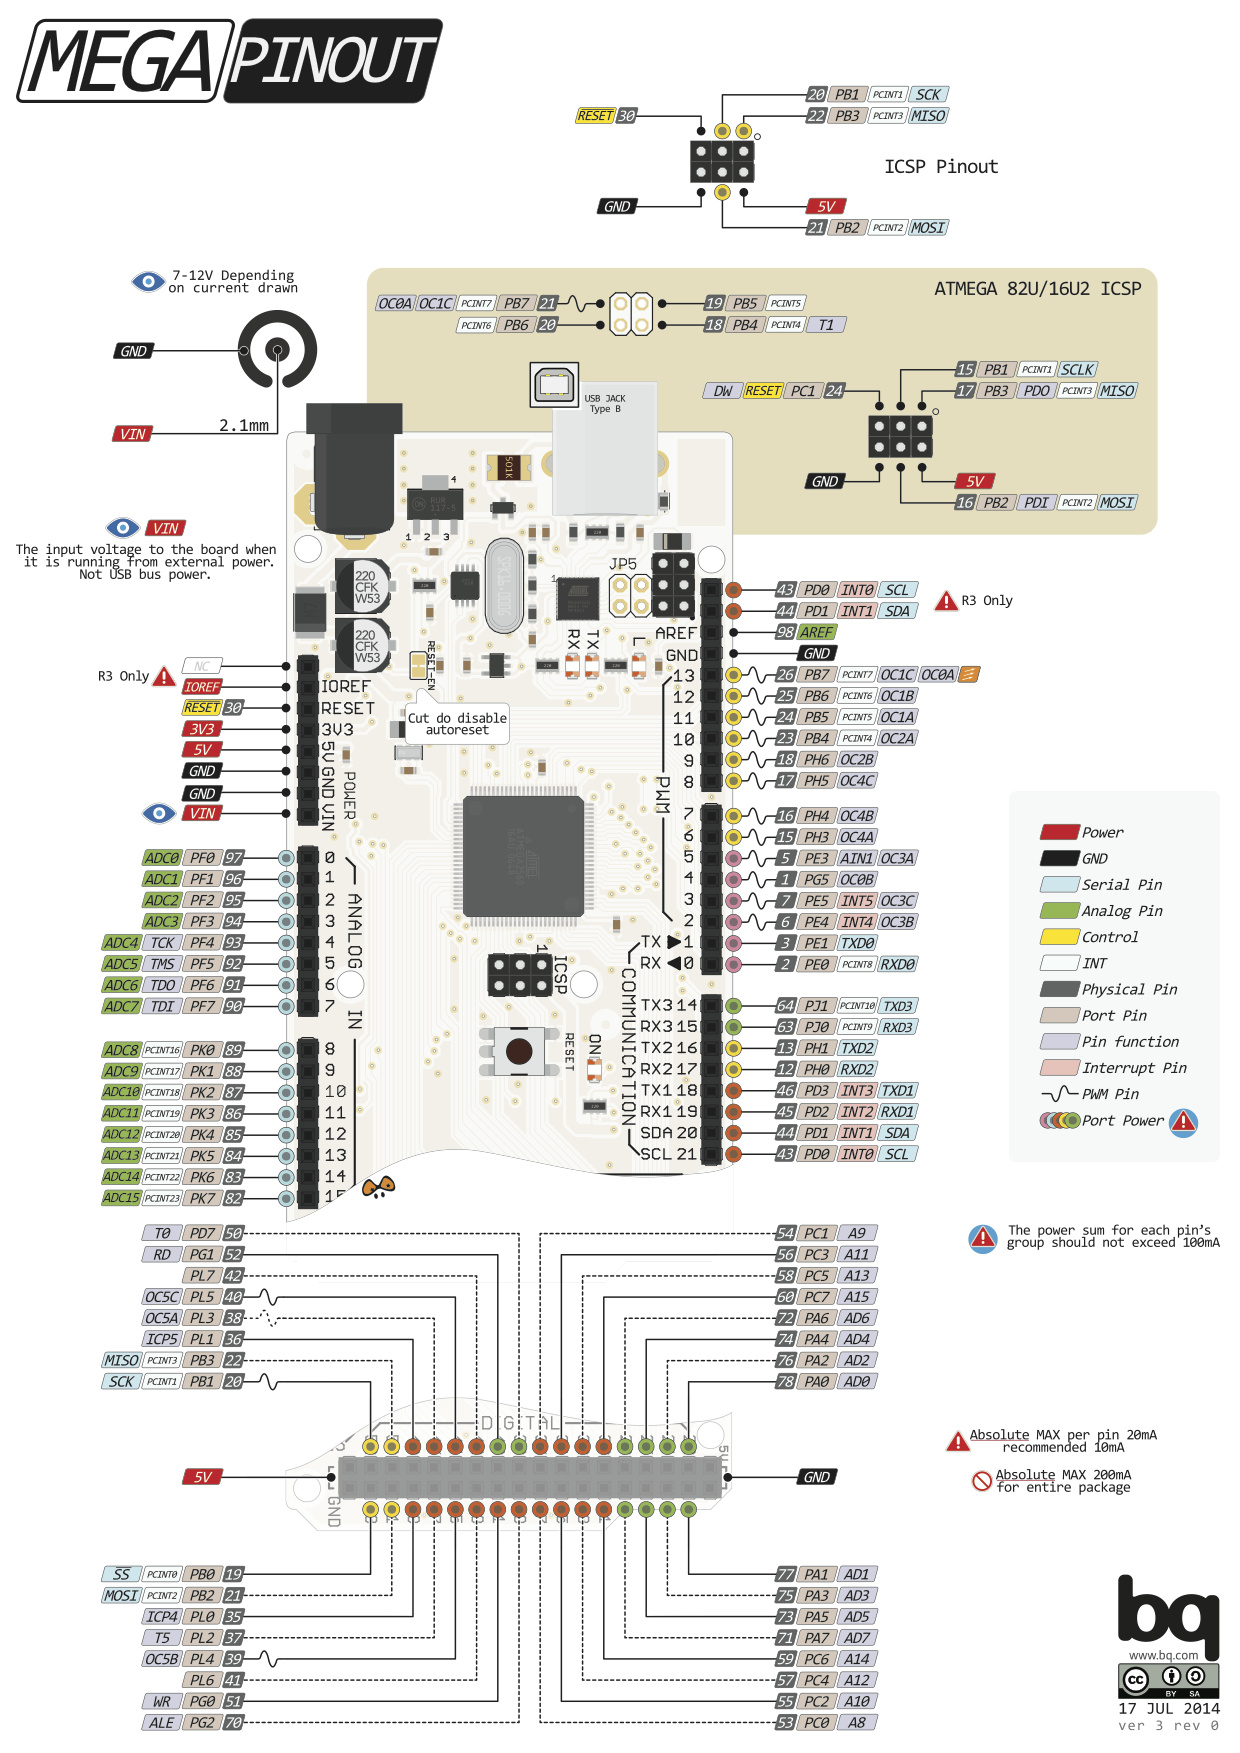 MEGA PINOUT
20 PB1 PCINT1 SCK
RESET 30
22 PB3 PCINT3 MISO
ICSP Pinout
GND
5V
21 PB2 PCINT2 MOSI
7-12V Depending
on current drawn
GND
2.1mm
VIN
ATMEGA 82U/16U2 ICSP
OC0A OC1C PCINT7 PB7 21
19 PB5 PCINT5
PCINT6 PB6 20
18 PB4 PCINT4 T1
15 PB1 PCINT1 SCLK
DW RESET PC1 24
17 PB3 PDO PCINT3 MISO
GND
5V
16 PB2 PDI PCINT2 MOSI
USB JACK
Type B
VIN
The input voltage to the board when
it is running from external power.
Not USB bus power.
501K
4
1 2 3
220
CFK
W53
220
CFK
W53
JP5
1
RX
TX
L
RESET-EN
Cut do disable
autoreset
R3 Only
NC
IOREF
RESET 30
3V3
5V
GND
GND
VIN
IOREF
RESET
3V3
5V
GND
GND
VIN
POWER
ADC0 PF0 97 0
ADC1 PF1 96 1
ADC2 PF2 95 2
ADC3 PF3 94 3
ADC4 TCK PF4 93 4
ADC5 TMS PF5 92 5
ADC6 TDO PF6 91 6
ADC7 TDI PF7 90 7
ADC8 PCINT16 PK0 89 8
ADC9 PCINT17 PK1 88 9
ADC10 PCINT18 PK2 87 10
ADC11 PCINT19 PK3 86 11
ADC12 PCINT20 PK4 85 12
ADC13 PCINT21 PK5 84 13
ADC14 PCINT22 PK6 83 14
ADC15 PCINT23 PK7 82 15
ANALOG IN
43 PD0 INT0 SCL
44 PD1 INT1 SDA
R3 Only
AREF 98 AREF
GND GND
13 26 PB7 PCINT7 OC1C OC0A
12 25 PB6 PCINT6 OC1B
11 24 PB5 PCINT5 OC1A
10 23 PB4 PCINT4 OC2A
9 18 PH6 OC2B
8 17 PH5 OC4C
PWM
7 16 PH4 OC4B
6 15 PH3 OC4A
5 5 PE3 AIN1 OC3A
4 1 PG5 OC0B
3 7 PE5 INT5 OC3C
2 6 PE4 INT4 OC3B
TX 1 3 PE1 TXD0
RX 0 2 PE0 PCINT8 RXD0
TX3 14 64 PJ1 PCINT10 TXD3
RX3 15 63 PJ0 PCINT9 RXD3
TX2 16 13 PH1 TXD2
RX2 17 12 PH0 RXD2
TX1 18 46 PD3 INT3 TXD1
RX1 19 45 PD2 INT2 RXD1
SDA 20 44 PD1 INT1 SDA
SCL 21 43 PD0 INT0 SCL
COMMUNICATION
1
ICSP
RESET
ON
Power
GND
Serial Pin
Analog Pin
Control
INT
Physical Pin
Port Pin
Pin function
Interrupt Pin
PWM Pin
Port Power
The power sum for each pin's
group should not exceed 100mA
T0 PD7 50
RD PG1 52
PL7 42
OC5C PL5 40
OC5A PL3 38
ICP5 PL1 36
MISO PCINT3 PB3 22
SCK PCINT1 PB1 20
54 PC1 A9
56 PC3 A11
58 PC5 A13
60 PC7 A15
72 PA6 AD6
74 PA4 AD4
76 PA2 AD2
78 PA0 AD0
DIGITAL
5V
GND
5V
GND
Absolute MAX per pin 20mA
recommended 10mA
Absolute MAX 200mA
for entire package
SS PCINT0 PB0 19
MOSI PCINT2 PB2 21
ICP4 PL0 35
T5 PL2 37
OC5B PL4 39
PL6 41
WR PG0 51
ALE PG2 70
77 PA1 AD1
75 PA3 AD3
73 PA5 AD5
71 PA7 AD7
59 PC6 A14
57 PC4 A12
55 PC2 A10
53 PC0 A8
bq
www.bq.com
cc BY SA
17 JUL 2014
ver 3 rev 0